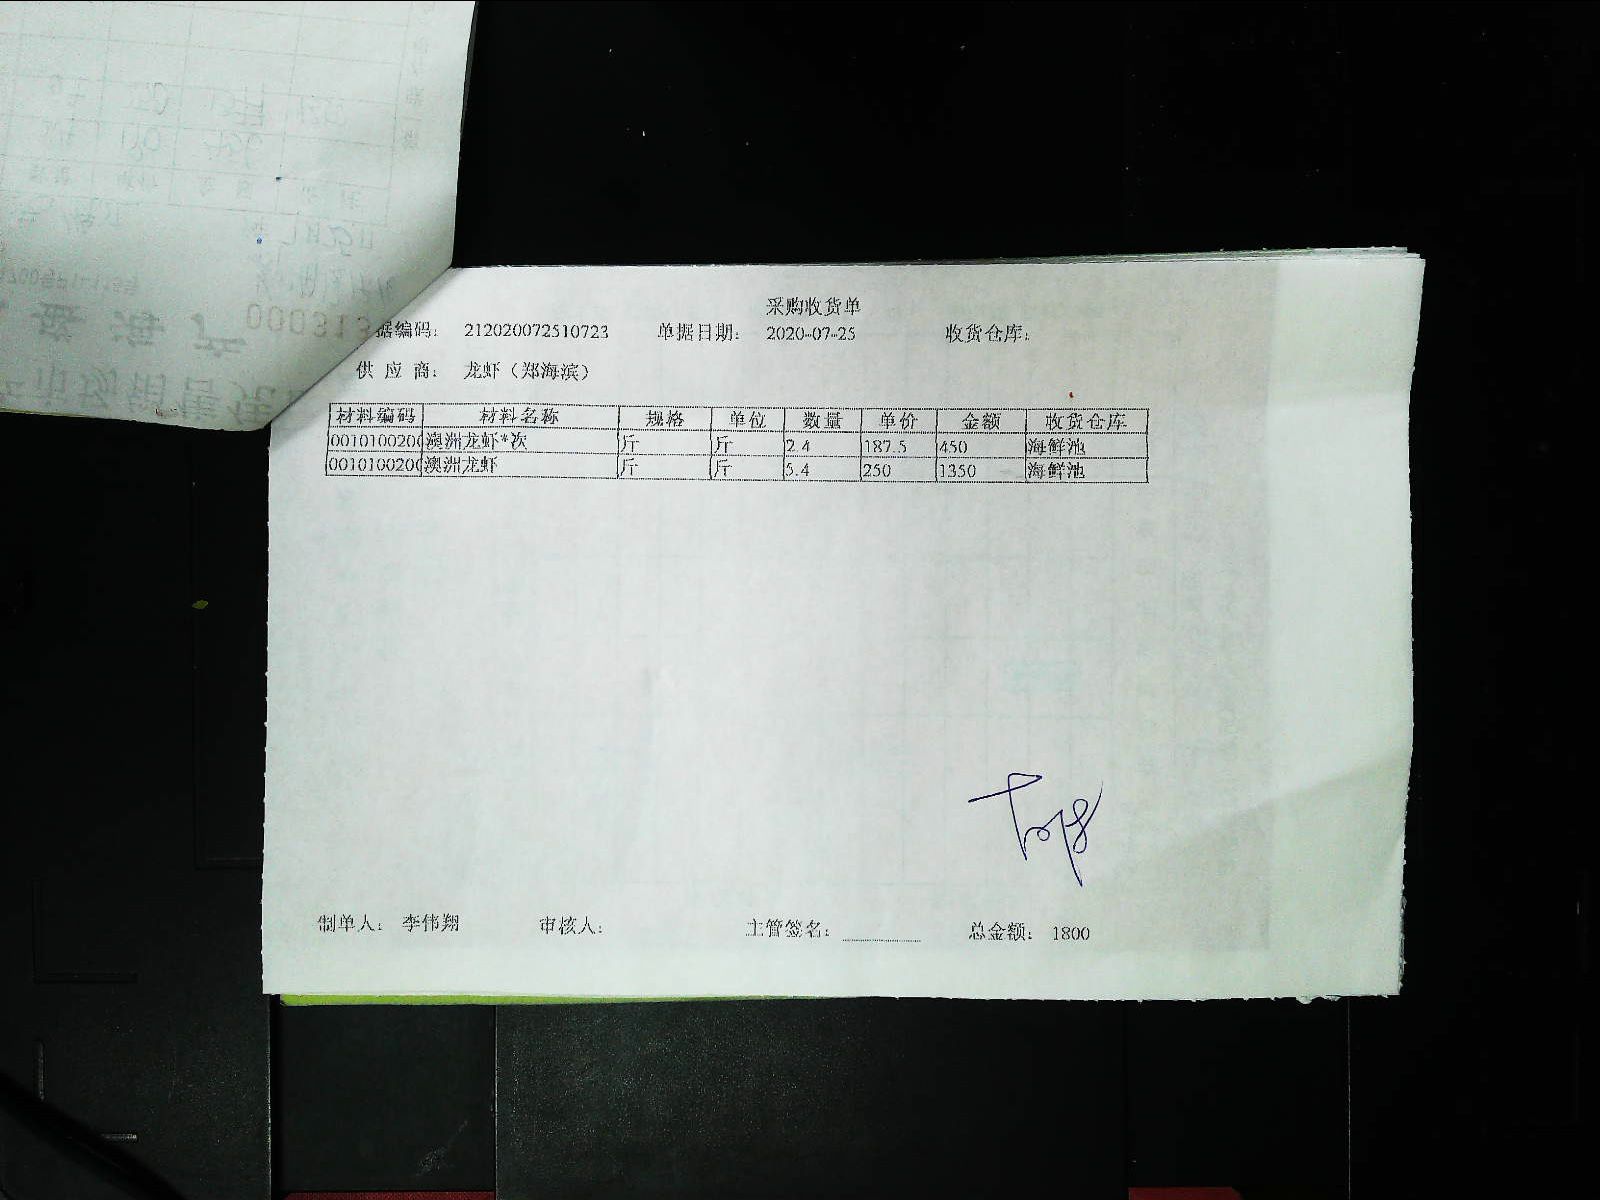 采购收货单
据编码： 212020072510723 单据日期： 2020-07-25 收货仓库：
供 应 商： 龙虾（郑海滨）
材料编码 材料名称 规格 单位 数量 单价 金额 收货仓库
0010100200 澳洲龙虾*次 斤 斤 2.4 187.5 450 海鲜池
0010100200 澳洲龙虾 斤 斤 5.4 250 1350 海鲜池
制单人： 李伟翔 审核人： 主管签名： 总金额： 1800